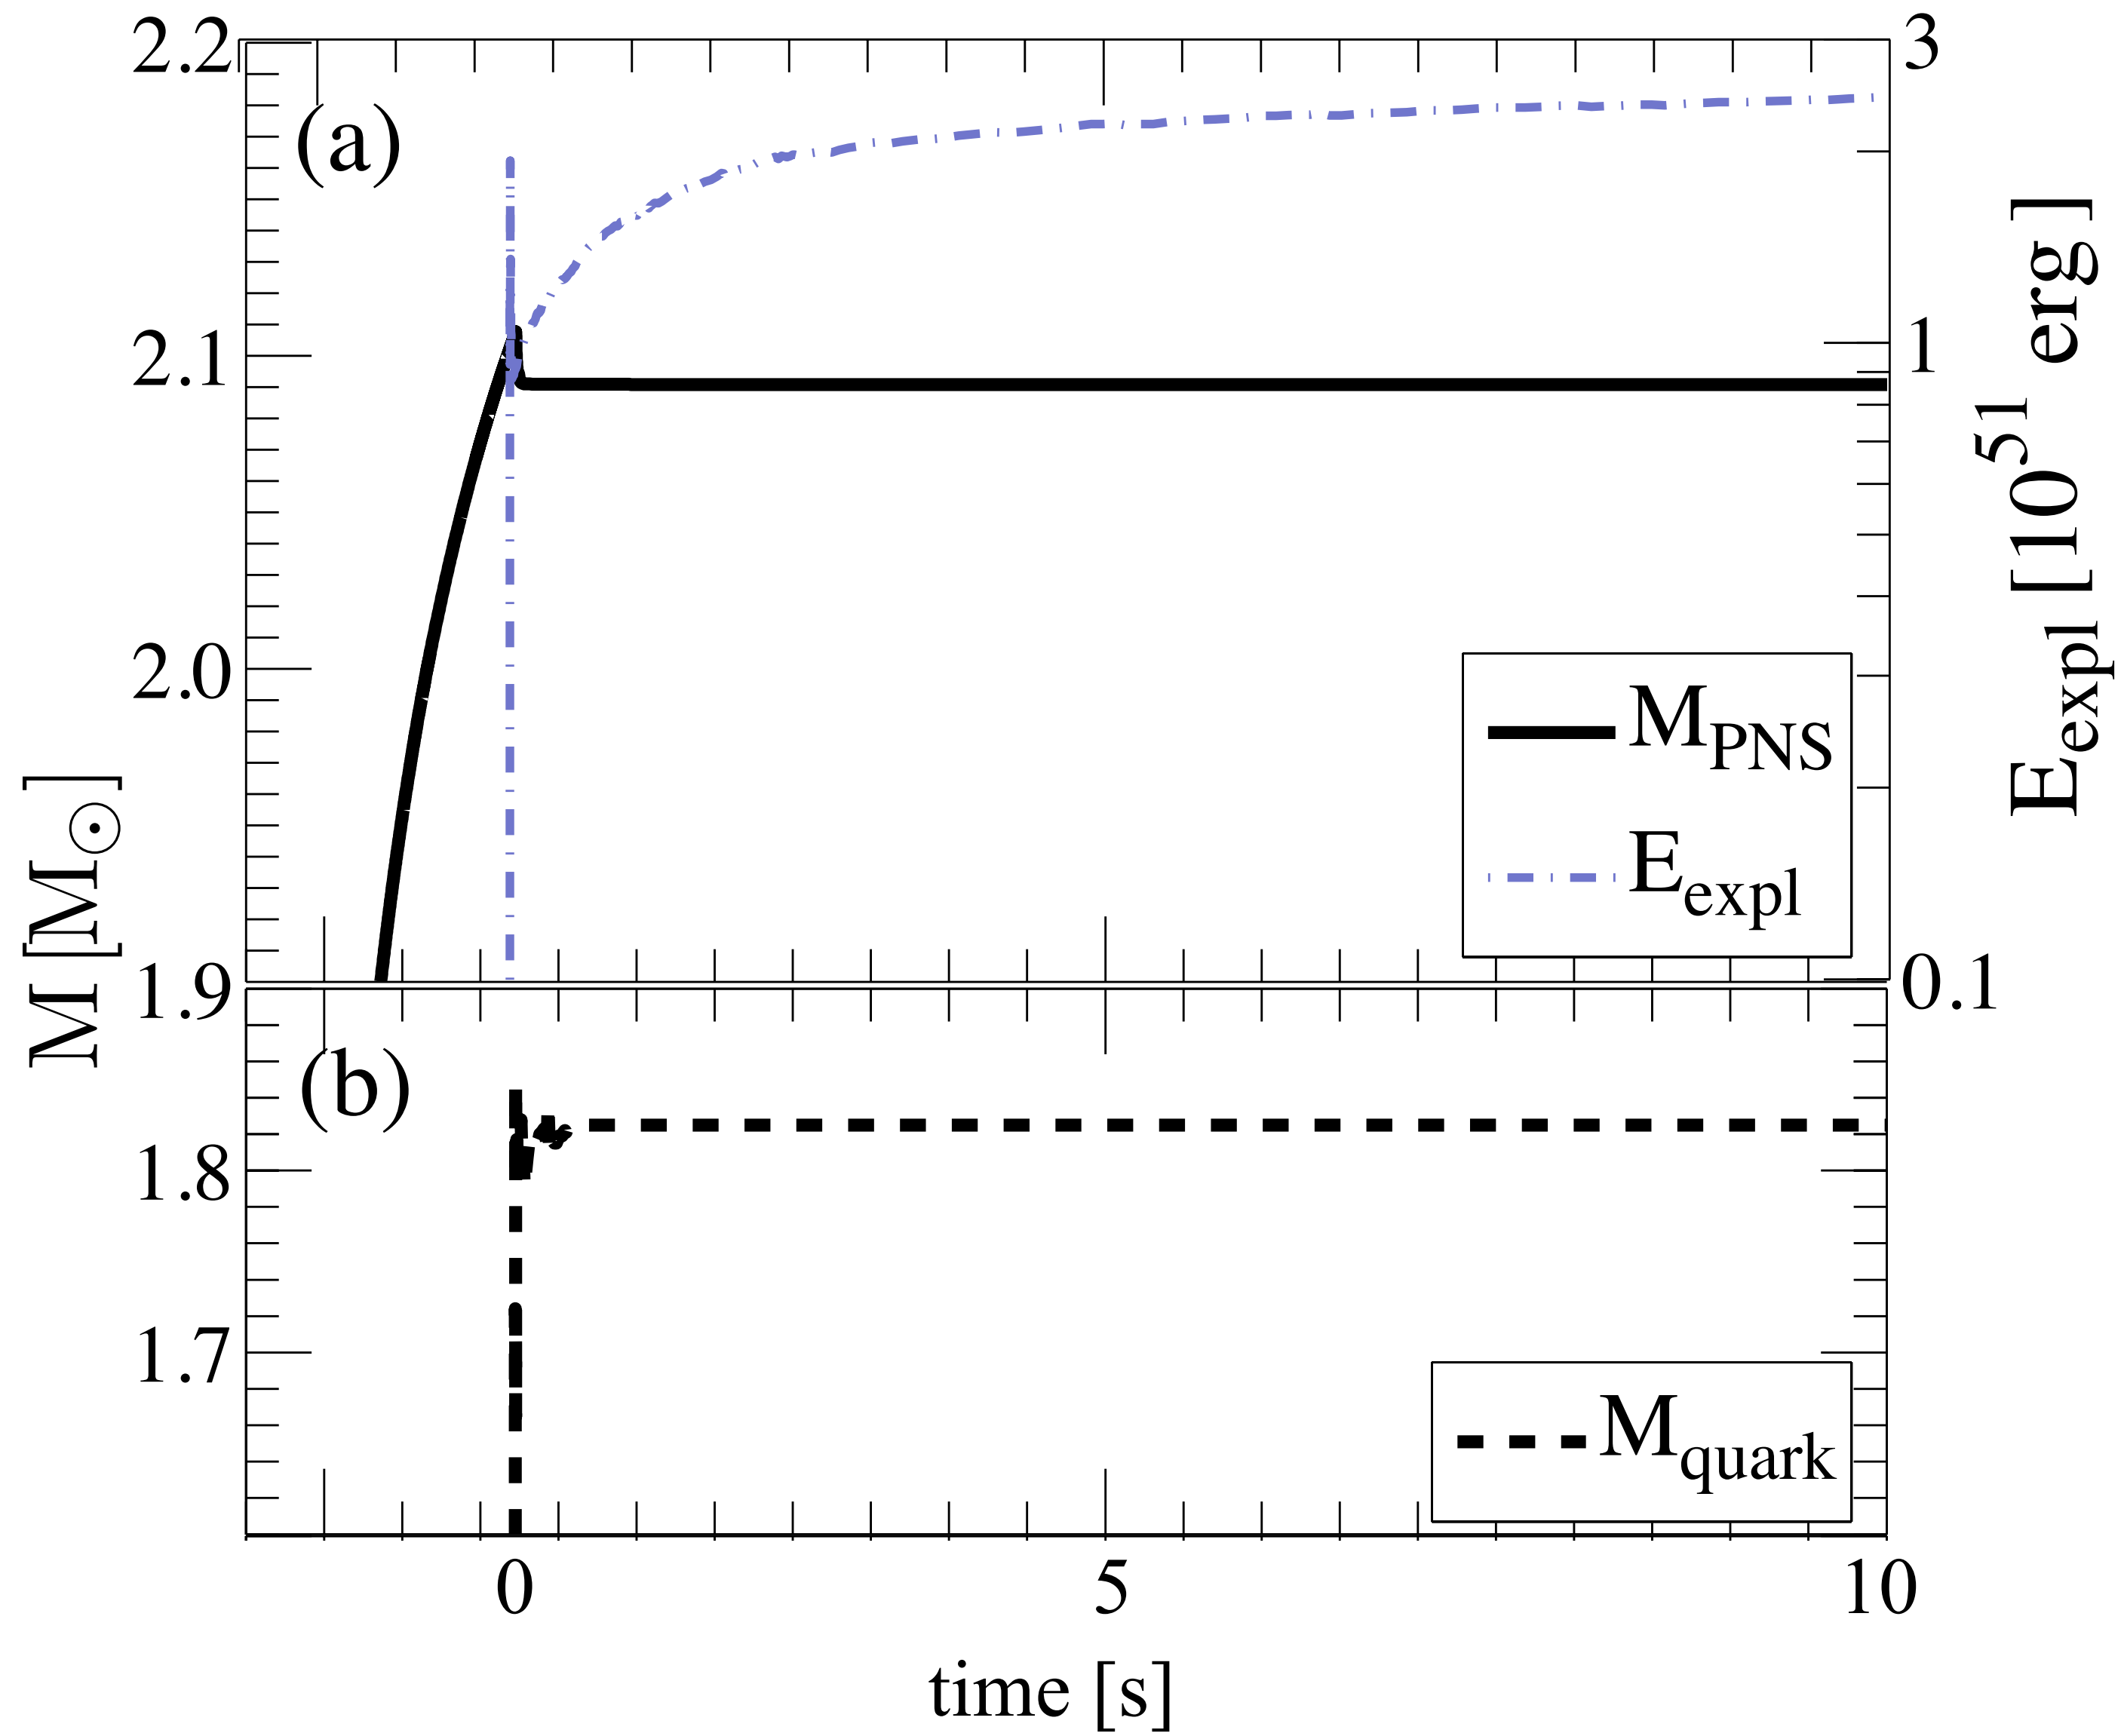 2.2
3
(a)
2.1
1
2.0
M [M☉]
E_expl [10^51 erg]
M_PNS
E_expl
1.9
0.1
(b)
1.8
1.7
M_quark
0
5
10
time [s]